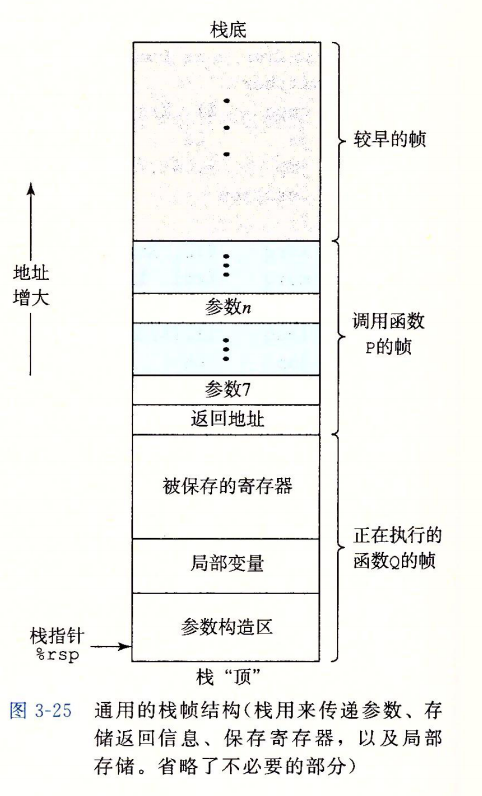 栈底
较早的帧
地址
增大
参数n
调用函数
P的帧
参数7
返回地址
被保存的寄存器
正在执行的
函数Q的帧
局部变量
参数构造区
栈指针
%rsp
栈“顶”
图 3-25 通用的栈帧结构(栈用来传递参数、存
储返回信息、保存寄存器，以及局部
存储。省略了不必要的部分)